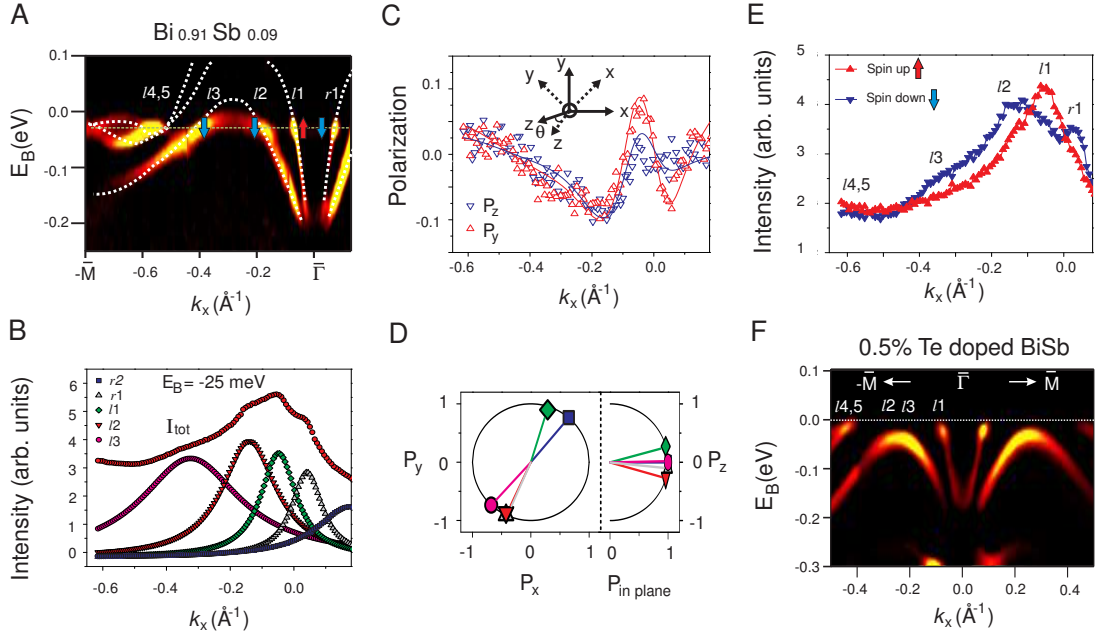 A
Bi 0.91 Sb 0.09
0.1
0.0
-0.1
-0.2
E_B(eV)
l4,5
l3
l2
l1
r1
-M̄
-0.6
-0.4
-0.2
Γ̄
k_x (Å⁻¹)
B
r2
r1
l1
l2
l3
E_B= -25 meV
I_tot
6
5
4
3
2
1
0
Intensity (arb. units)
-0.6
-0.4
-0.2
0.0
k_x (Å⁻¹)
C
0.1
0.0
-0.1
Polarization
y
y
x
x
z
θ
z
P_z
P_y
-0.6
-0.4
-0.2
0.0
k_x (Å⁻¹)
D
1
0
-1
P_y
-1
0
1
P_x
1
0
-1
P_z
0
1
P_in plane
E
5
4
3
2
1
Intensity (arb. units)
Spin up
Spin down
l4,5
l3
l2
l1
r1
-0.6
-0.4
-0.2
0.0
k_x (Å⁻¹)
F
0.5% Te doped BiSb
0.1
0.0
-0.1
-0.2
-0.3
E_B(eV)
-M̄
Γ̄
M̄
l4,5
l2
l3
l1
-0.4
-0.2
0.0
0.2
0.4
k_x (Å⁻¹)